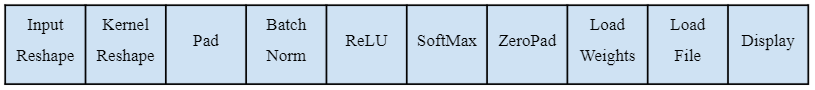 Input Reshape
Kernel Reshape
Pad
Batch Norm
ReLU
SoftMax
ZeroPad
Load Weights
Load File
Display